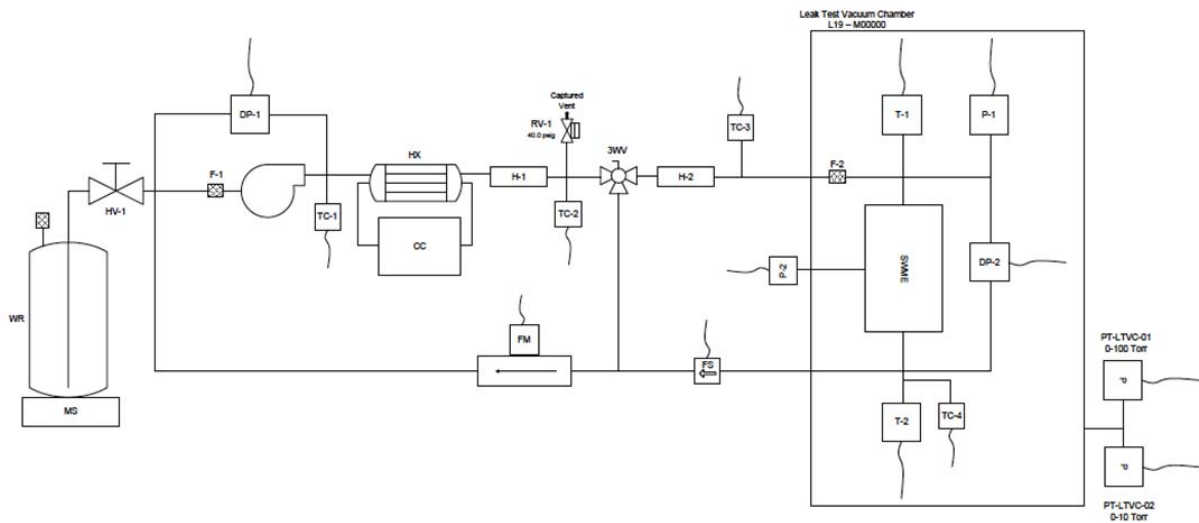 Leak Test Vacuum Chamber
L19 – M00000
DP-1
T-1
P-1
Captured
Vent
RV-1
40.0 psig
TC-3
3WV
F-2
HX
H-1
H-2
F-1
HV-1
TC-1
TC-2
CC
SWME
P-2
DP-2
WR
FM
FS
PT-LTVC-01
0-100 Torr
P
T-2
TC-4
MS
P
PT-LTVC-02
0-10 Torr